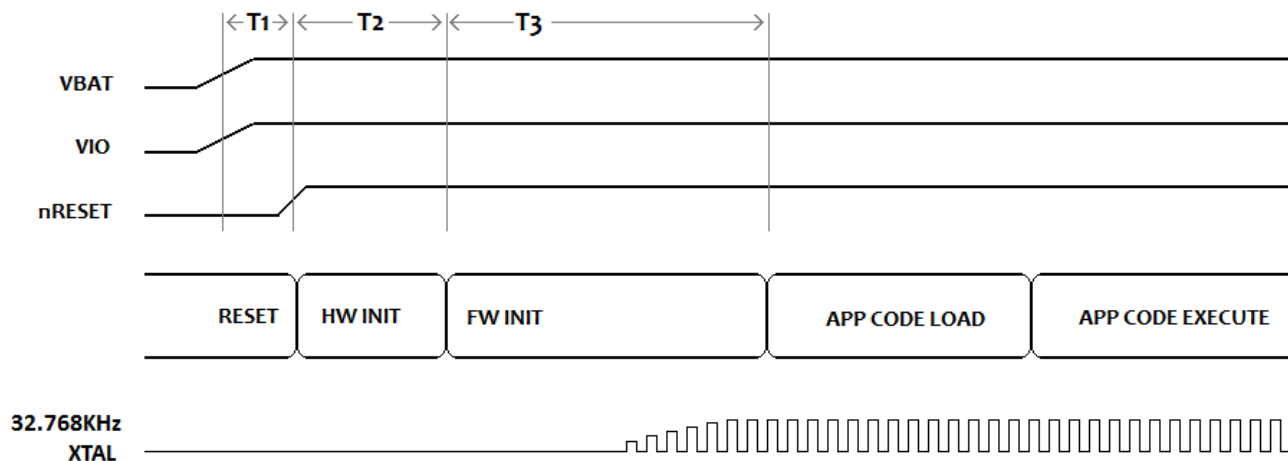 T1 T2 T3
VBAT
VIO
nRESET
RESET HW INIT FW INIT APP CODE LOAD APP CODE EXECUTE
32.768KHz
XTAL